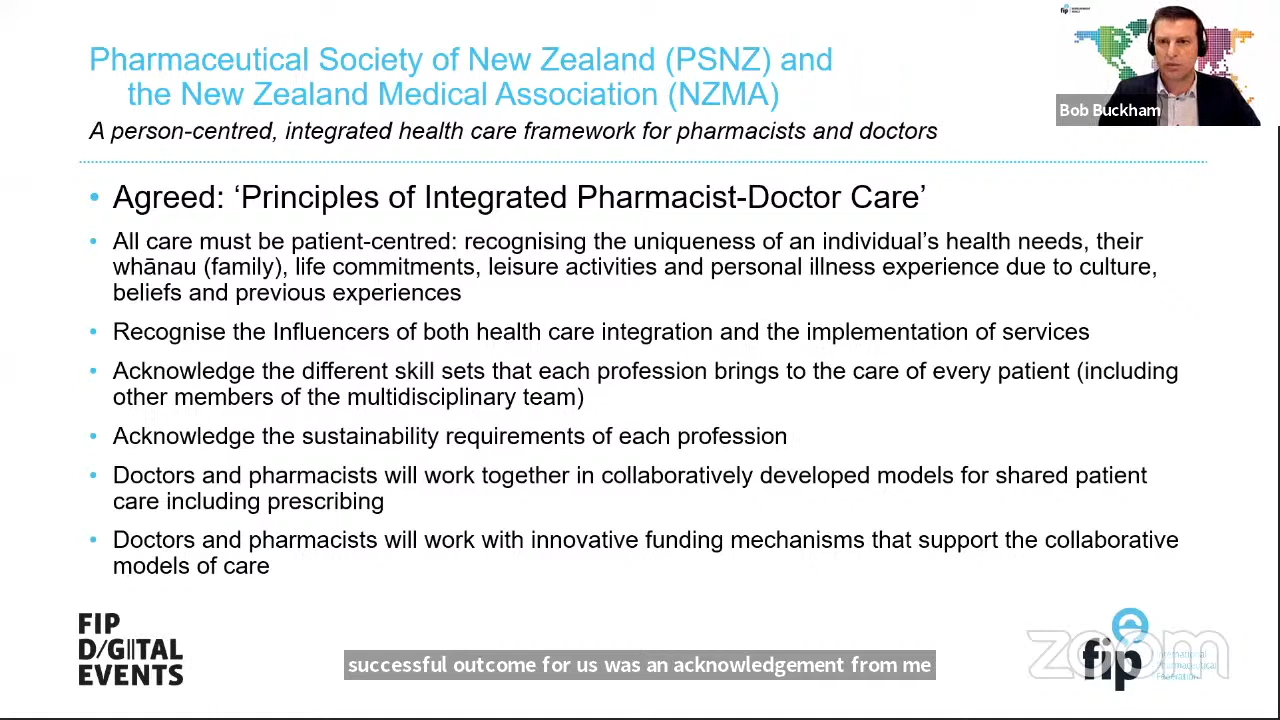 fip
Pharmaceutical Society of New Zealand (PSNZ) and
the New Zealand Medical Association (NZMA)
Bob Buckham
A person-centred, integrated health care framework for pharmacists and doctors
• Agreed: ‘Principles of Integrated Pharmacist-Doctor Care’
• All care must be patient-centred: recognising the uniqueness of an individual’s health needs, their
whānau (family), life commitments, leisure activities and personal illness experience due to culture,
beliefs and previous experiences
• Recognise the Influencers of both health care integration and the implementation of services
• Acknowledge the different skill sets that each profession brings to the care of every patient (including
other members of the multidisciplinary team)
• Acknowledge the sustainability requirements of each profession
• Doctors and pharmacists will work together in collaboratively developed models for shared patient
care including prescribing
• Doctors and pharmacists will work with innovative funding mechanisms that support the collaborative
models of care
FIP
D/GITAL
EVENTS
successful outcome for us was an acknowledgement from me
zoom
fip
International
Pharmaceutical
Federation